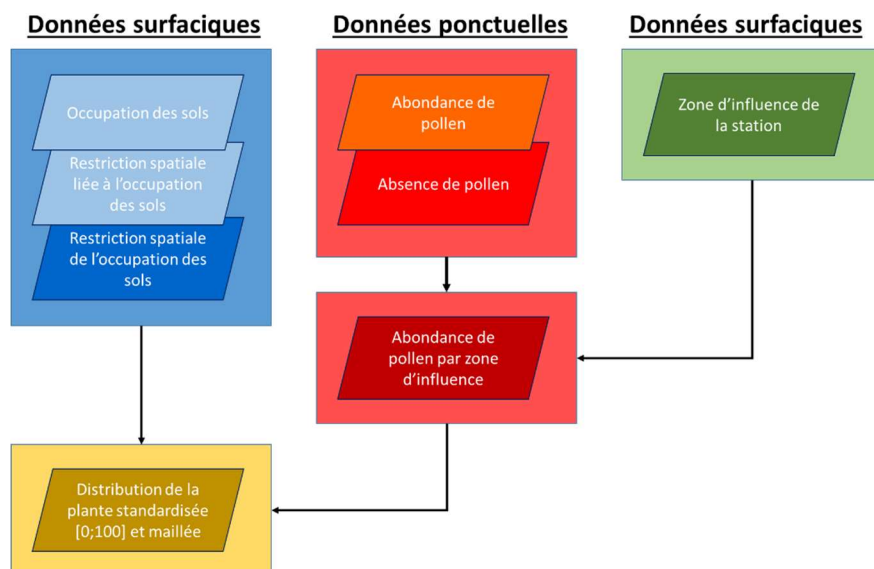 Données surfaciques
Données ponctuelles
Données surfaciques
Occupation des sols
Restriction spatiale
liée à l'occupation
des sols
Restriction spatiale
de l'occupation des
sols
Abondance de
pollen
Absence de pollen
Zone d'influence de
la station
Abondance de
pollen par zone
d'influence
Distribution de la
plante standardisée
[0;100] et maillée